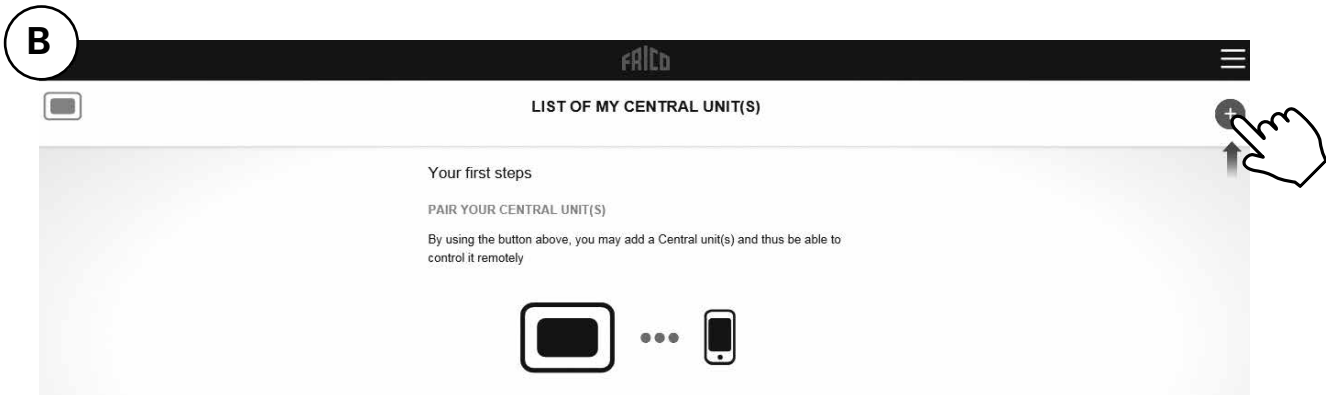 B
FRICO
LIST OF MY CENTRAL UNIT(S)
+
Your first steps
PAIR YOUR CENTRAL UNIT(S)
By using the button above, you may add a Central unit(s) and thus be able to
control it remotely